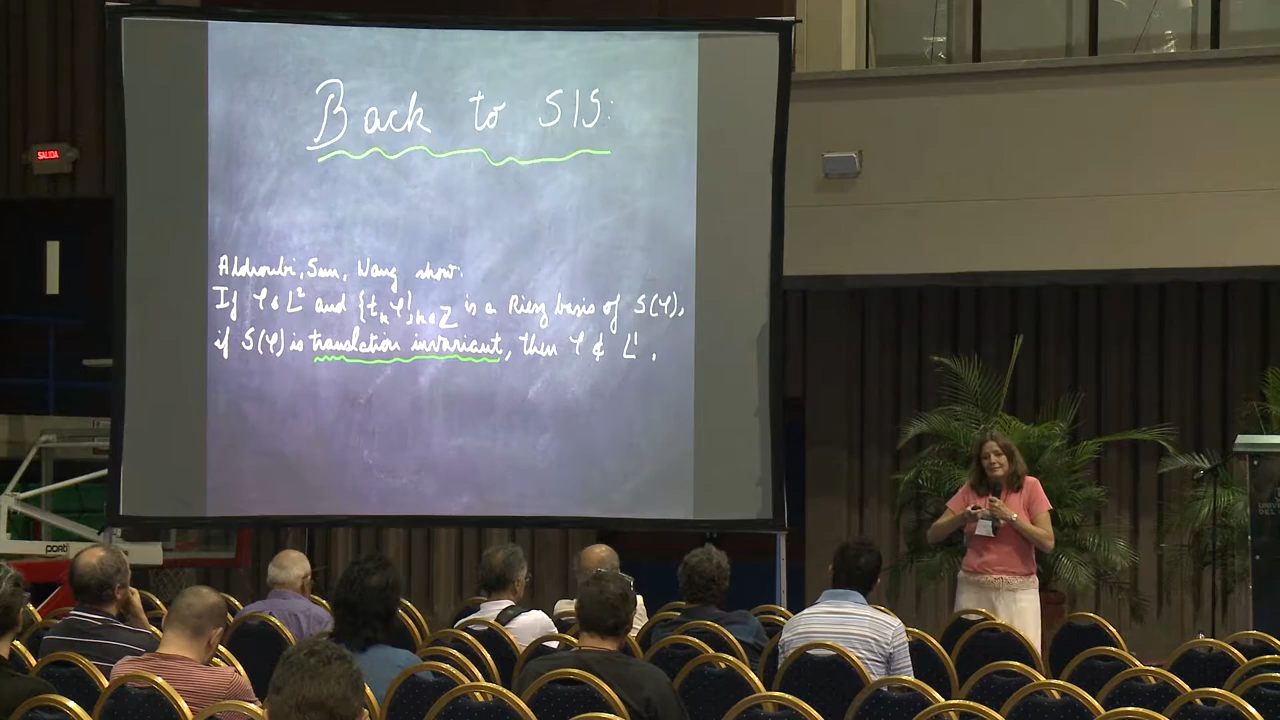 SALIDA
Back to SIS:
Aldroubi, Sun, Wang show:
If φ ∈ L² and {tₖφ}ₖ∈Z is a Riesz basis of S(φ),
if S(φ) is translation invariant, then φ ∉ L¹.